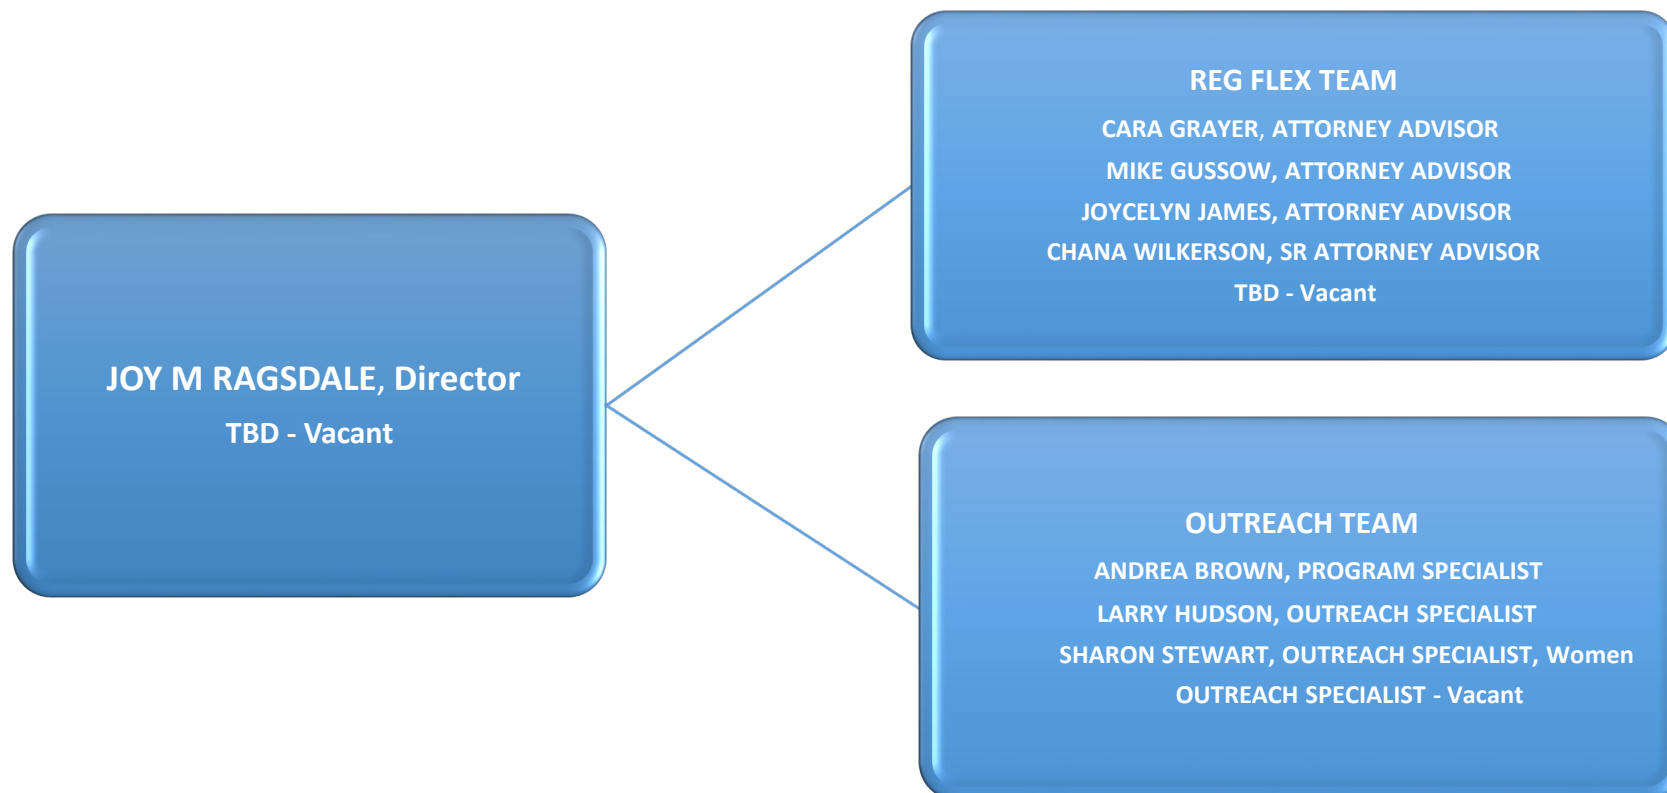 JOY M RAGSDALE, Director
TBD - Vacant
REG FLEX TEAM
CARA GRAYER, ATTORNEY ADVISOR
MIKE GUSSOW, ATTORNEY ADVISOR
JOYCELYN JAMES, ATTORNEY ADVISOR
CHANA WILKERSON, SR ATTORNEY ADVISOR
TBD - Vacant
OUTREACH TEAM
ANDREA BROWN, PROGRAM SPECIALIST
LARRY HUDSON, OUTREACH SPECIALIST
SHARON STEWART, OUTREACH SPECIALIST, Women
OUTREACH SPECIALIST - Vacant